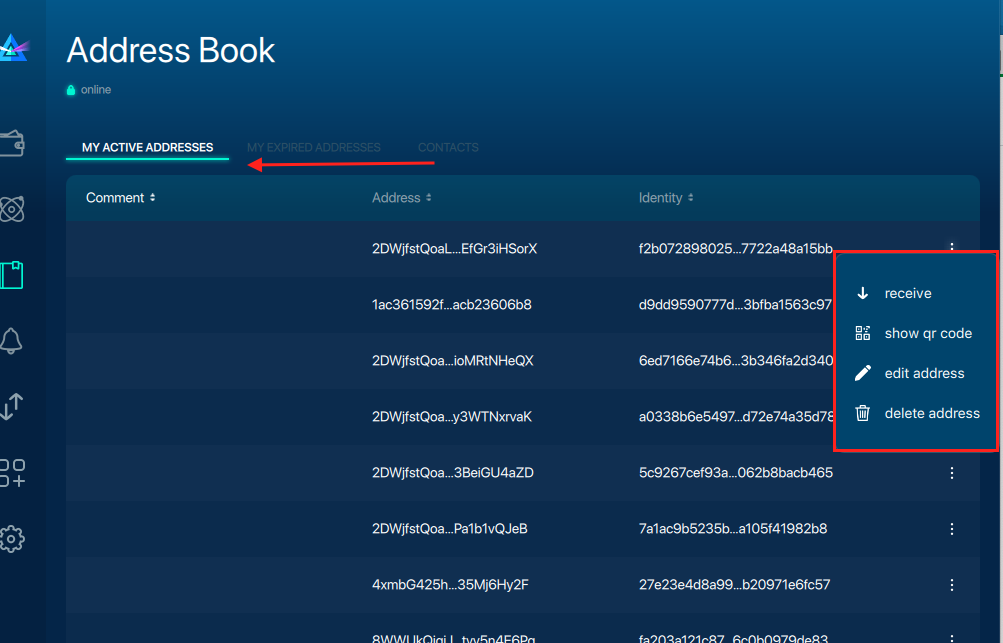 Address Book
online
MY ACTIVE ADDRESSES MY EXPIRED ADDRESSES CONTACTS
Comment Address Identity
2DWjfstQoaL...EfGr3iHSorX f2b072898025...7722a48a15bb
1ac361592f...acb23606b8 d9dd9590777d...3bfba1563c97
2DWjfstQoa...ioMRtNHeQX 6ed7166e74b6...3b346fa2d340
2DWjfstQoa...y3WTNxrvaK a0338b6e5497...d72e74a35d78
2DWjfstQoa...3BeiGU4aZD 5c9267cef93a...062b8bacb465
2DWjfstQoa...Pa1b1vQJeB 7a1ac9b5235b...a105f41982b8
4xmbG425h...35Mj6Hy2F 27e23e4d8a99...b20971e6fc57
fa203a121c87...6c0b0979de83
receive
show qr code
edit address
delete address